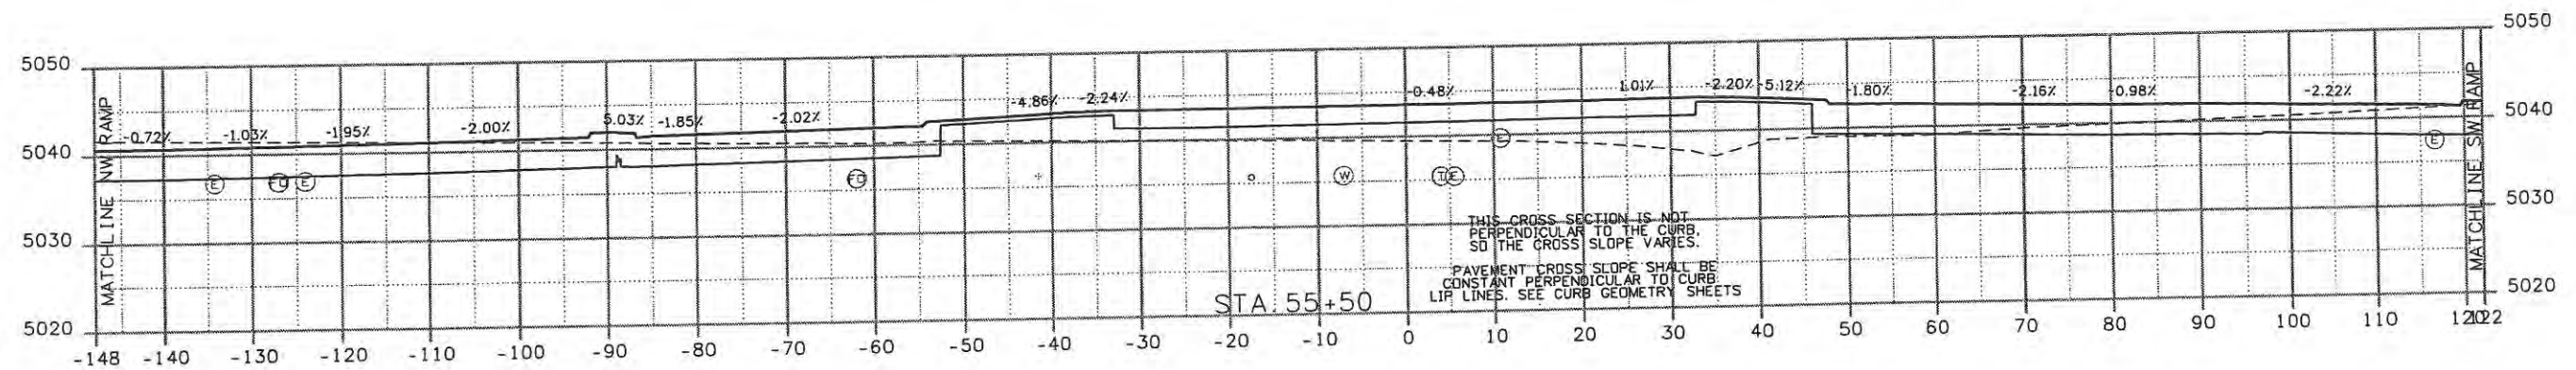 5050
5040
5030
5020
MATCHLINE NW RAMP
-0.72%
-1.03%
-1.95%
-2.00%
5.03%
-1.85%
-2.02%
-4.86%
-2.24%
-0.48%
1.01%
-2.20%
-5.12%
-1.80%
-2.16%
-0.98%
-2.22%
MATCHLINE SW RAMP
5050
5040
5030
5020
E
FO
E
FO
W
T
E
E
E
THIS CROSS SECTION IS NOT
PERPENDICULAR TO THE CURB,
SO THE CROSS SLOPE VARIES.
PAVEMENT CROSS SLOPE SHALL BE
CONSTANT PERPENDICULAR TO CURB
LIP LINES. SEE CURB GEOMETRY SHEETS
STA. 55+50
-148 -140 -130 -120 -110 -100 -90 -80 -70 -60 -50 -40 -30 -20 -10 0 10 20 30 40 50 60 70 80 90 100 110 120 122